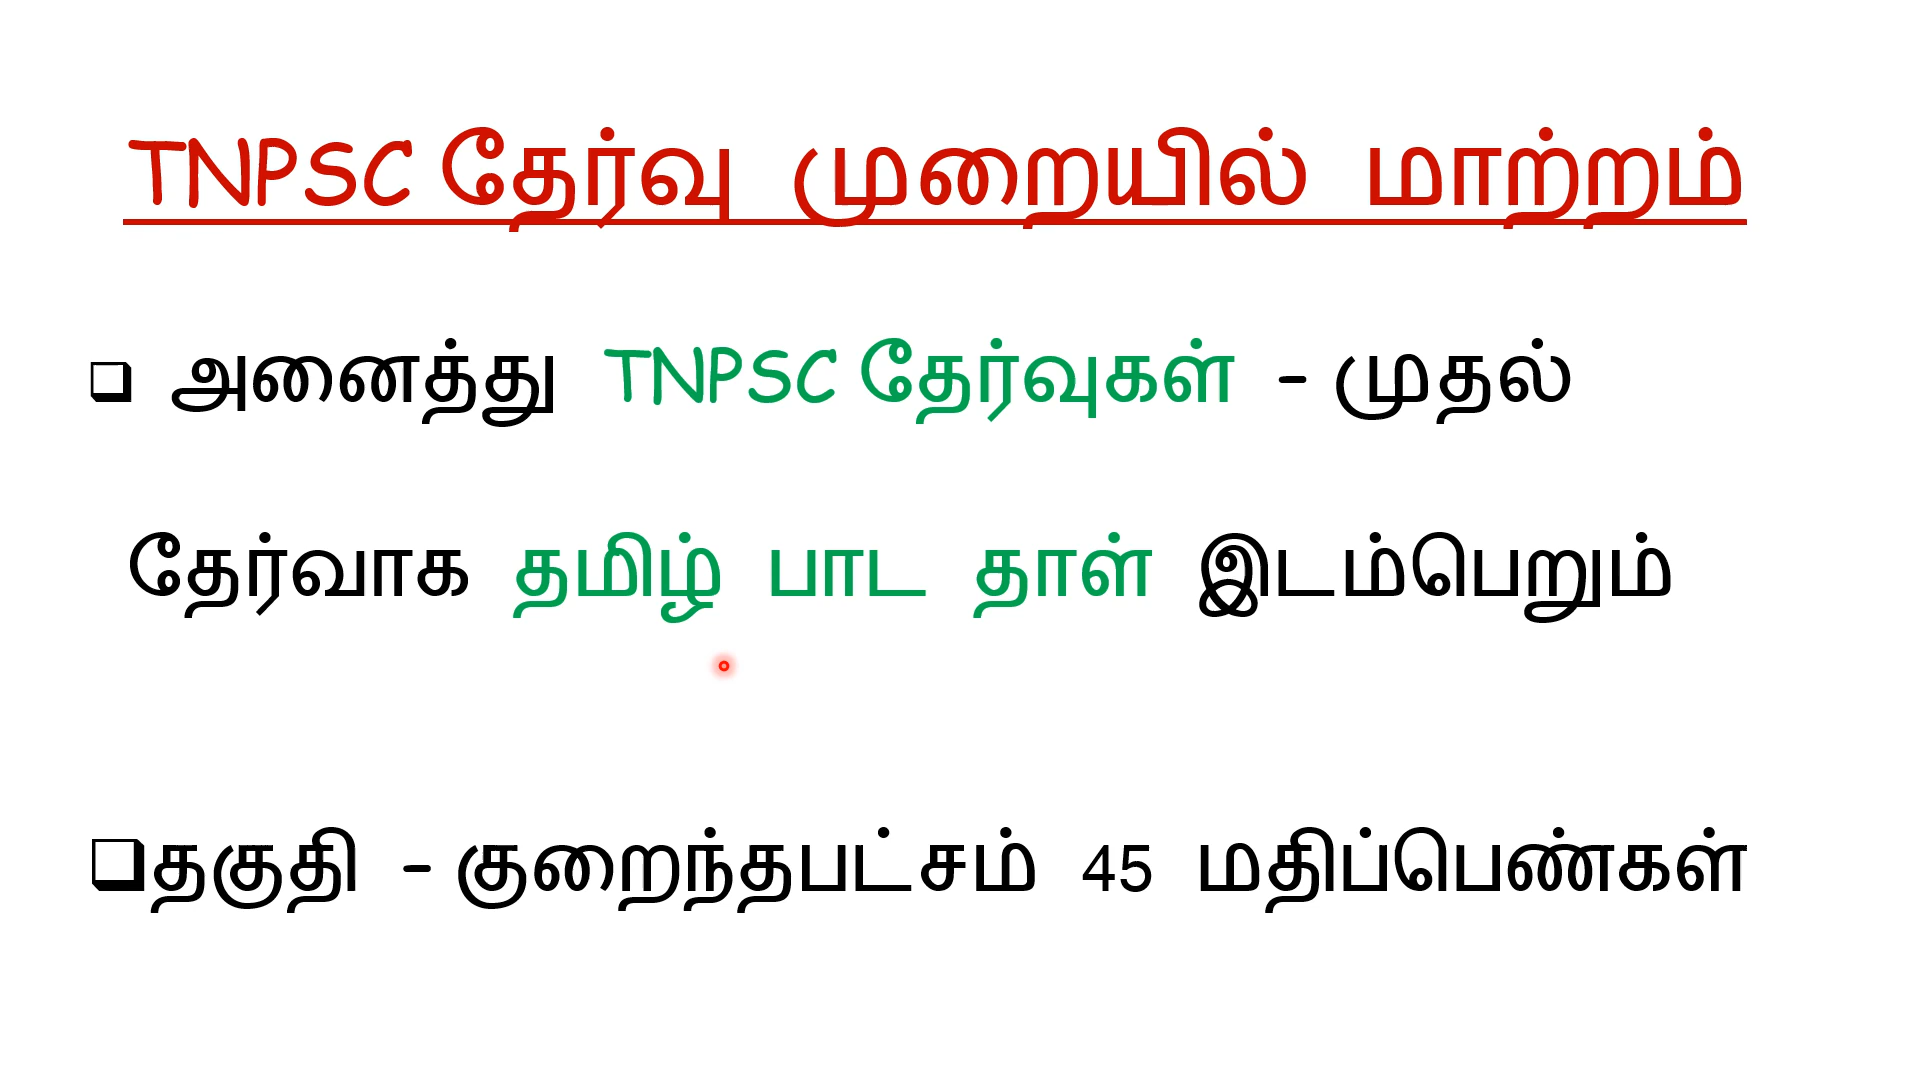 TNPSC தேர்வு முறையில் மாற்றம்
❑ அனைத்து TNPSC தேர்வுகள் - முதல்
தேர்வாக தமிழ் பாட தாள் இடம்பெறும்
❑தகுதி - குறைந்தபட்சம் 45 மதிப்பெண்கள்